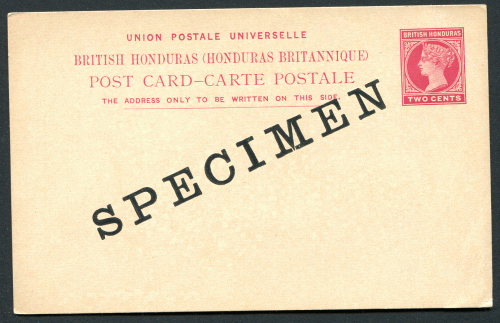 UNION POSTALE UNIVERSELLE
BRITISH HONDURAS (HONDURAS BRITANNIQUE)
POST CARD–CARTE POSTALE
THE ADDRESS ONLY TO BE WRITTEN ON THIS SIDE.
BRITISH HONDURAS
TWO CENTS
SPECIMEN